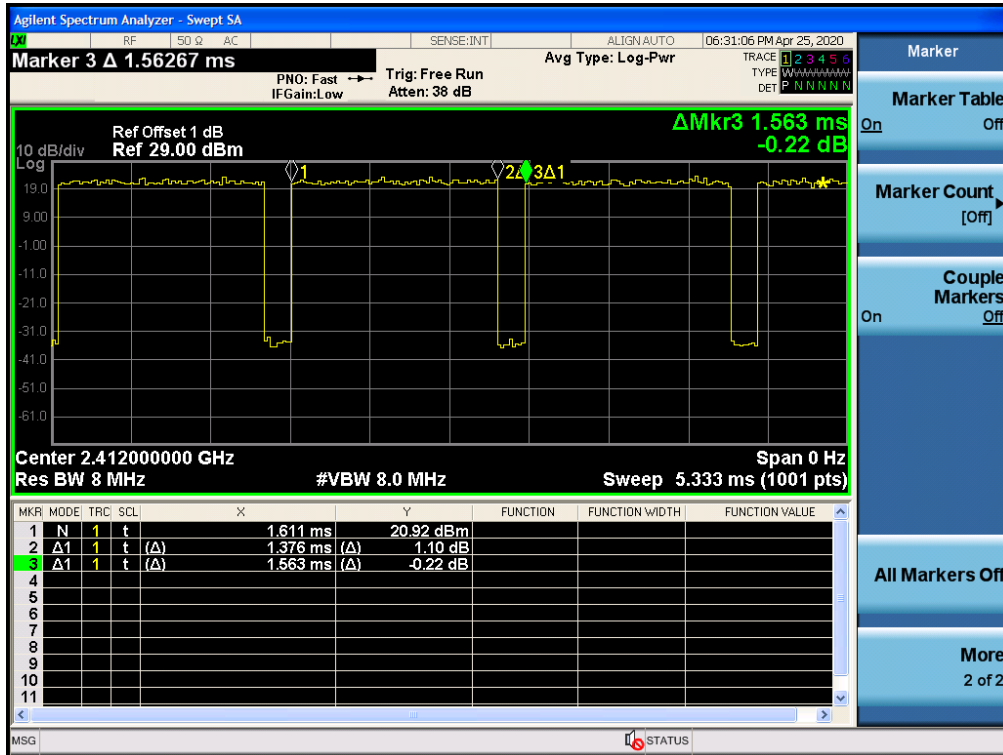 Agilent Spectrum Analyzer - Swept SA
LXI RF 50 Ω AC SENSE:INT ALIGN AUTO 06:31:06 PM Apr 25, 2020
Marker 3 Δ 1.56267 ms
PNO: Fast Trig: Free Run Avg Type: Log-Pwr TRACE 1 2 3 4 5 6
IFGain:Low Atten: 38 dB TYPE WWWWWW
DET P N N N N N
ΔMkr3 1.563 ms
-0.22 dB
Ref Offset 1 dB
10 dB/div Ref 29.00 dBm
Log
1 2Δ 3Δ1
19.0
9.00
-1.00
-11.0
-21.0
-31.0
-41.0
-51.0
-61.0
Center 2.412000000 GHz Span 0 Hz
Res BW 8 MHz #VBW 8.0 MHz Sweep 5.333 ms (1001 pts)
MKR MODE TRC SCL X Y FUNCTION FUNCTION WIDTH FUNCTION VALUE
1 N 1 t 1.611 ms 20.92 dBm
2 Δ1 1 t (Δ) 1.376 ms (Δ) 1.10 dB
3 Δ1 1 t (Δ) 1.563 ms (Δ) -0.22 dB
4
5
6
7
8
9
10
11
MSG STATUS
Marker
Marker Table
On Off
Marker Count
[Off]
Couple
Markers
On Off
All Markers Off
More
2 of 2